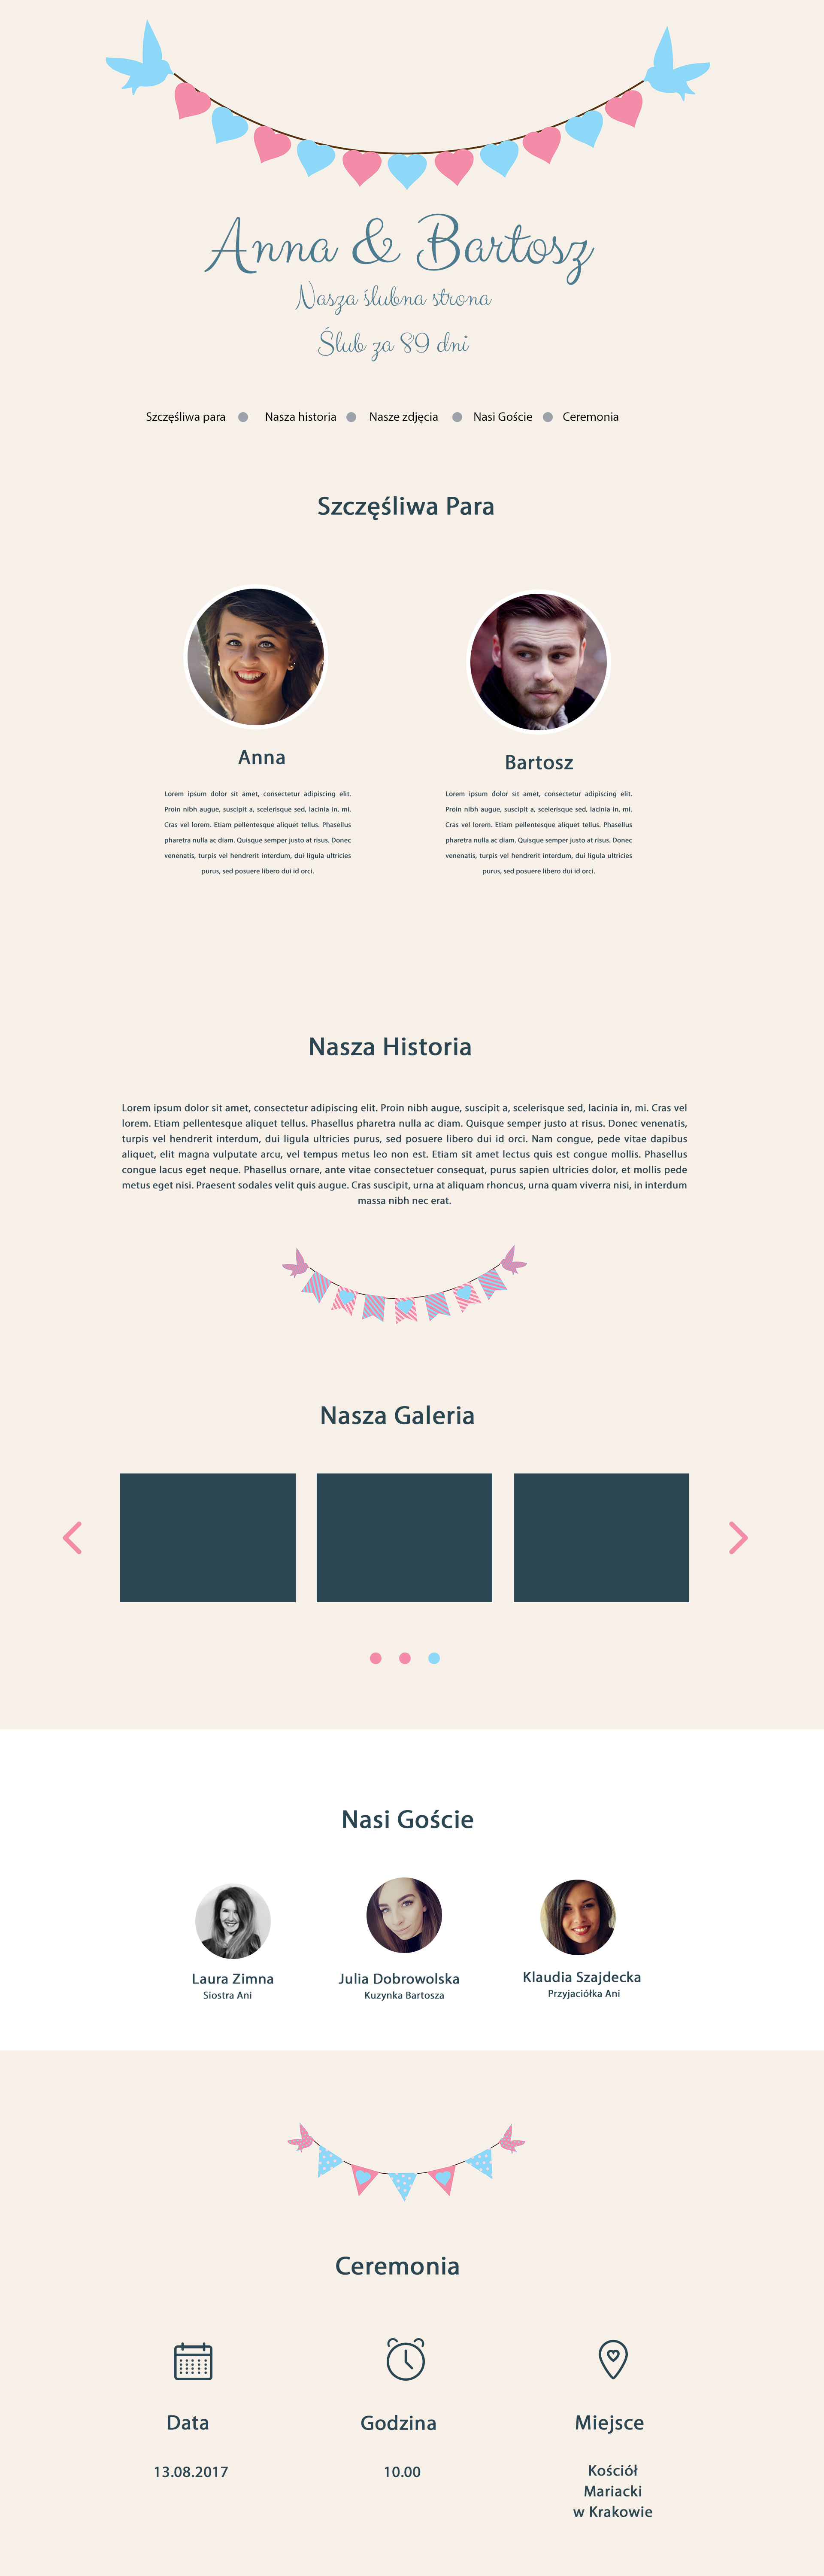 Anna & Bartosz
Nasza ślubna strona
Ślub za 89 dni
Szczęśliwa para Nasza historia Nasze zdjęcia Nasi Goście Ceremonia
Szczęśliwa Para
Anna
Lorem ipsum dolor sit amet, consectetur adipiscing elit.
Proin nibh augue, suscipit a, scelerisque sed, lacinia in, mi.
Cras vel lorem. Etiam pellentesque aliquet tellus. Phasellus
pharetra nulla ac diam. Quisque semper justo at risus. Donec
venenatis, turpis vel hendrerit interdum, dui ligula ultricies
purus, sed posuere libero dui id orci.
Bartosz
Lorem ipsum dolor sit amet, consectetur adipiscing elit.
Proin nibh augue, suscipit a, scelerisque sed, lacinia in, mi.
Cras vel lorem. Etiam pellentesque aliquet tellus. Phasellus
pharetra nulla ac diam. Quisque semper justo at risus. Donec
venenatis, turpis vel hendrerit interdum, dui ligula ultricies
purus, sed posuere libero dui id orci.
Nasza Historia
Lorem ipsum dolor sit amet, consectetur adipiscing elit. Proin nibh augue, suscipit a, scelerisque sed, lacinia in, mi. Cras vel
lorem. Etiam pellentesque aliquet tellus. Phasellus pharetra nulla ac diam. Quisque semper justo at risus. Donec venenatis,
turpis vel hendrerit interdum, dui ligula ultricies purus, sed posuere libero dui id orci. Nam congue, pede vitae dapibus
aliquet, elit magna vulputate arcu, vel tempus metus leo non est. Etiam sit amet lectus quis est congue mollis. Phasellus
congue lacus eget neque. Phasellus ornare, ante vitae consectetuer consequat, purus sapien ultricies dolor, et mollis pede
metus eget nisi. Praesent sodales velit quis augue. Cras suscipit, urna at aliquam rhoncus, urna quam viverra nisi, in interdum
massa nibh nec erat.
Nasza Galeria
Nasi Goście
Laura Zimna
Siostra Ani
Julia Dobrowolska
Kuzynka Bartosza
Klaudia Szajdecka
Przyjaciółka Ani
Ceremonia
Data
13.08.2017
Godzina
10.00
Miejsce
Kościół
Mariacki
w Krakowie